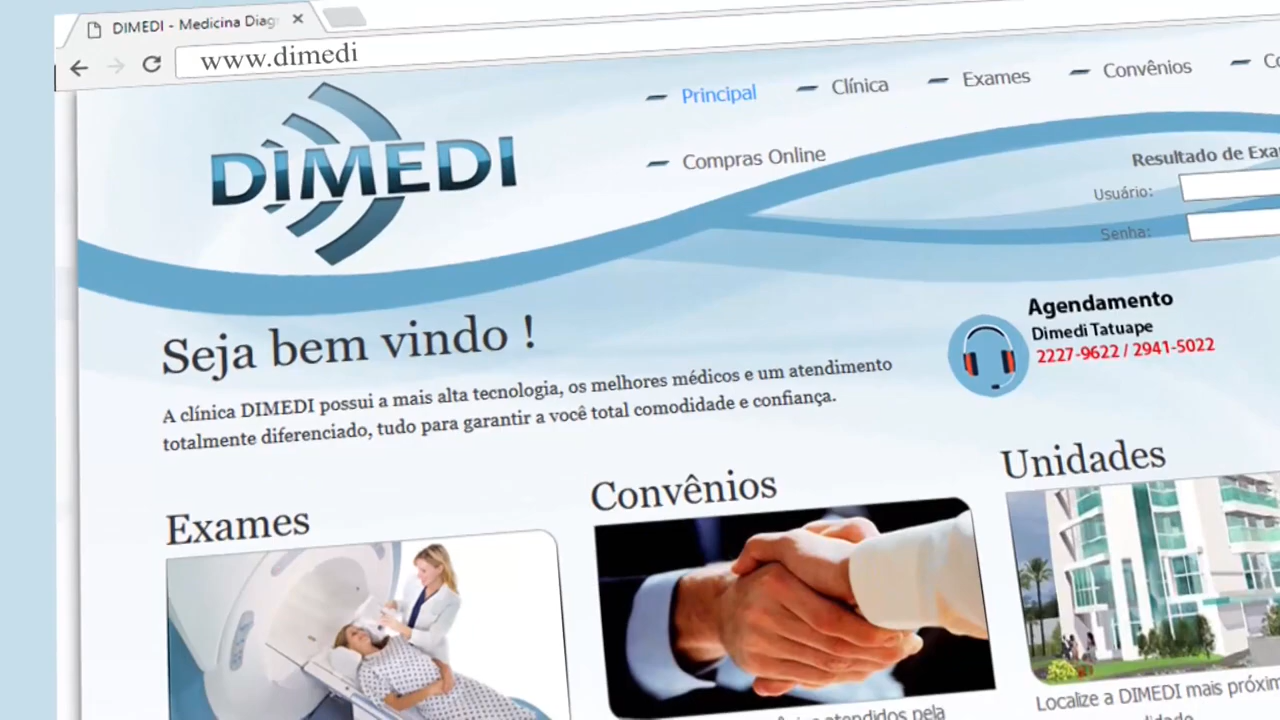 DIMEDI - Medicina Diag
www.dimedi
DIMEDI
Principal
Clínica
Exames
Convênios
Compras Online
Resultado de
Usuário:
Senha:
Seja bem vindo !
A clínica DIMEDI possui a mais alta tecnologia, os melhores médicos e um atendimento
totalmente diferenciado, tudo para garantir a você total comodidade e confiança.
Agendamento
Dimedi Tatuape
2227-9622 / 2941-5022
Exames
Convênios
Unidades
atendidos pela
Localize a DIMEDI mais